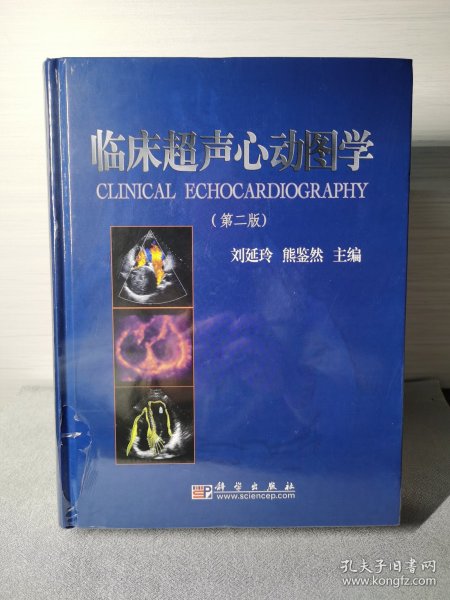 临床超声心动图学
CLINICAL ECHOCARDIOGRAPHY
(第二版)
刘延玲 熊鉴然 主编
科学出版社
www.sciencep.com
孔夫子旧书网
www.kongfz.com